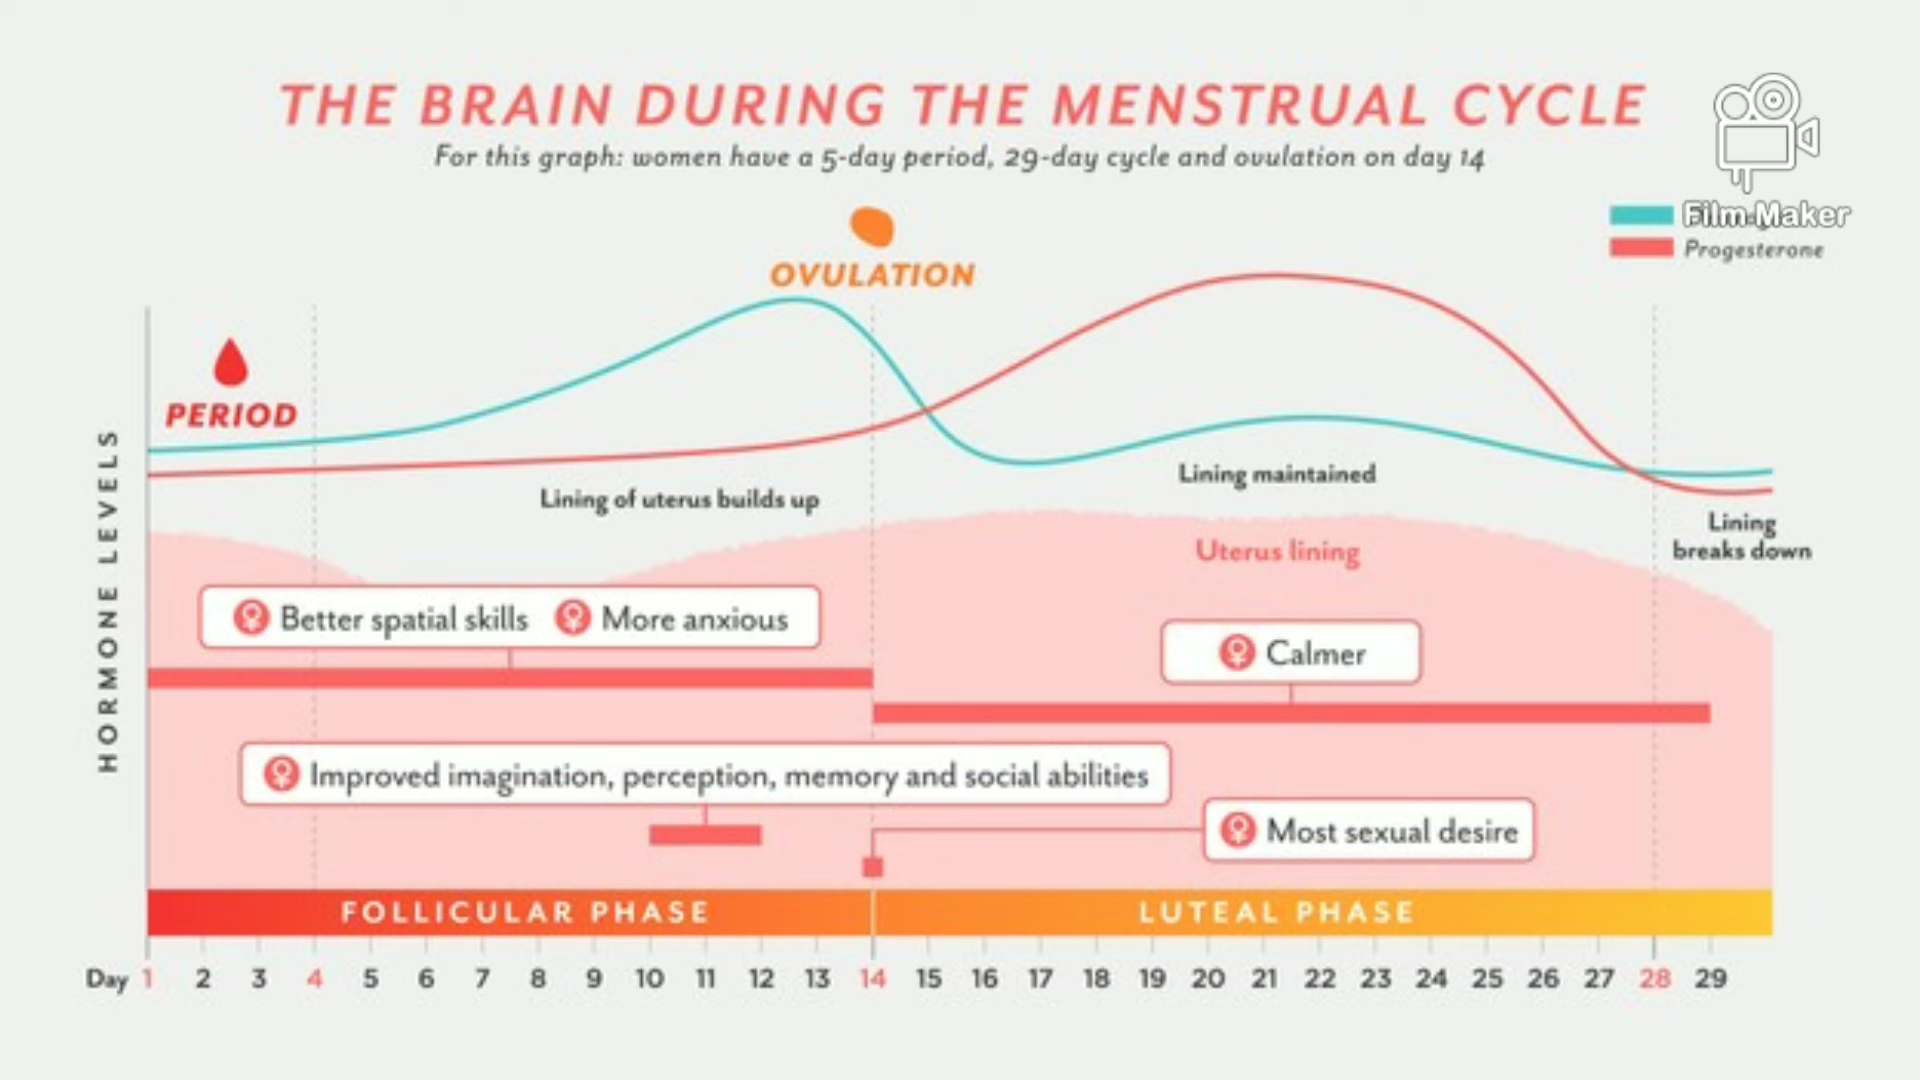 THE BRAIN DURING THE MENSTRUAL CYCLE
For this graph: women have a 5-day period, 29-day cycle and ovulation on day 14
Film Maker
Progesterone
OVULATION
PERIOD
HORMONE LEVELS
Lining of uterus builds up
Lining maintained
Lining
breaks down
Uterus lining
Better spatial skills More anxious
Calmer
Improved imagination, perception, memory and social abilities
Most sexual desire
FOLLICULAR PHASE LUTEAL PHASE
Day 1 2 3 4 5 6 7 8 9 10 11 12 13 14 15 16 17 18 19 20 21 22 23 24 25 26 27 28 29